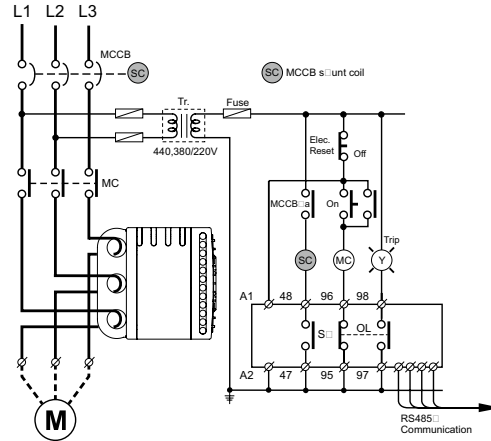 L1 L2 L3
MCCB
SC
SC MCCB s□unt coil
Tr.
Fuse
440,380/220V
Elec.
Reset
Off
MC
MCCB□a
On
Trip
SC
MC
Y
A1 48 96 98
S□
OL
A2 47 95 97
M
RS485□
Communication